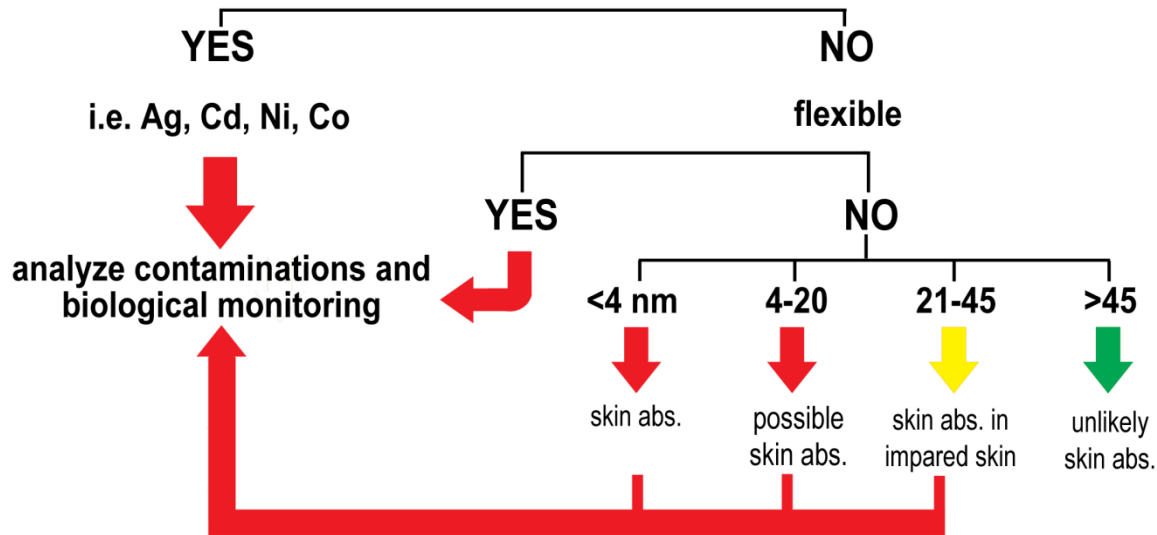 YES
NO
i.e. Ag, Cd, Ni, Co
flexible
YES
NO
analyze contaminations and
biological monitoring
<4 nm
4-20
21-45
>45
skin abs.
possible
skin abs.
skin abs. in
impared skin
unlikely
skin abs.